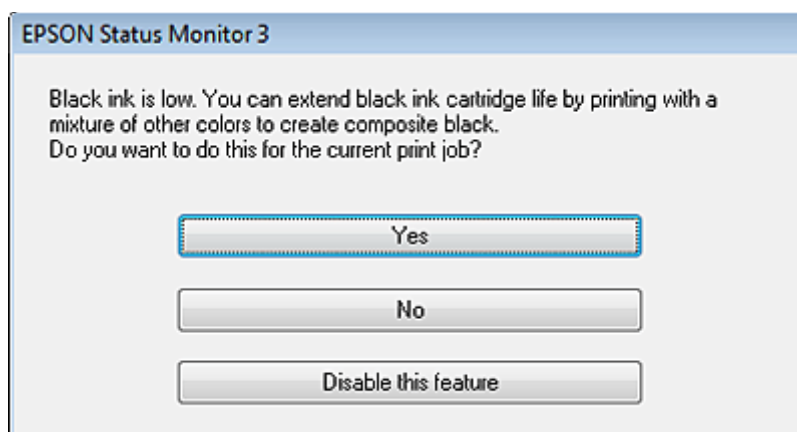 EPSON Status Monitor 3
Black ink is low. You can extend black ink cartridge life by printing with a
mixture of other colors to create composite black.
Do you want to do this for the current print job?
Yes
No
Disable this feature